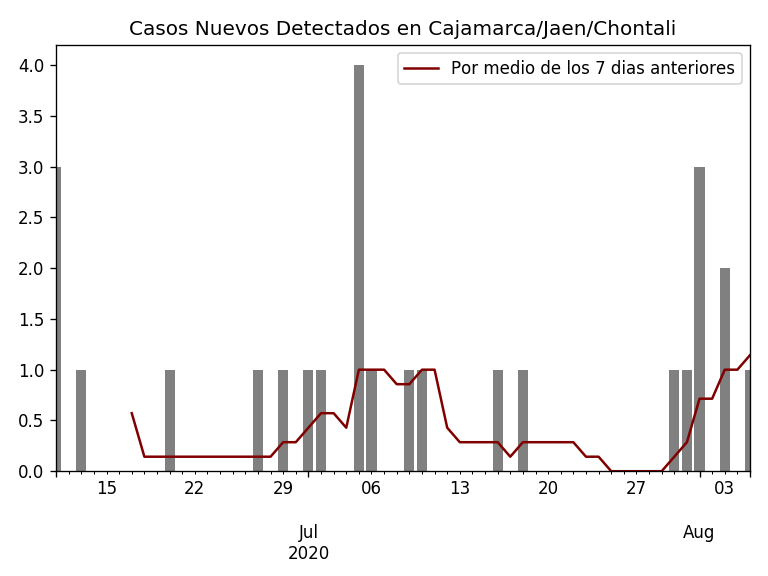 Casos Nuevos Detectados en Cajamarca/Jaen/Chontali
Por medio de los 7 dias anteriores
4.0
3.5
3.0
2.5
2.0
1.5
1.0
0.5
0.0
15 22 29 06 13 20 27 03
Jul Aug
2020